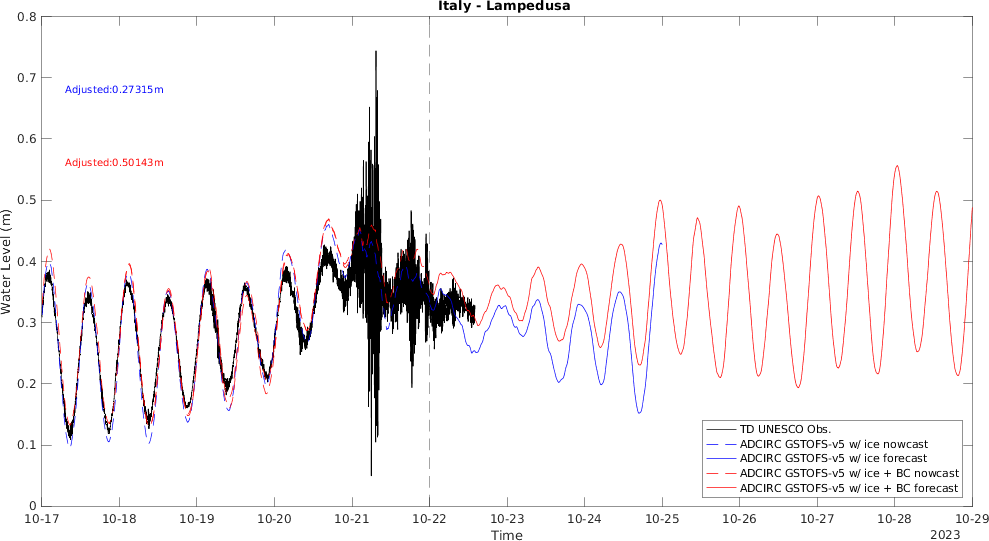 Italy - Lampedusa
0.8
0.7
0.6
0.5
0.4
0.3
0.2
0.1
0
Water Level (m)
Adjusted:0.27315m
Adjusted:0.50143m
TD UNESCO Obs.
ADCIRC GSTOFS-v5 w/ ice nowcast
ADCIRC GSTOFS-v5 w/ ice forecast
ADCIRC GSTOFS-v5 w/ ice + BC nowcast
ADCIRC GSTOFS-v5 w/ ice + BC forecast
10-17 10-18 10-19 10-20 10-21 10-22 10-23 10-24 10-25 10-26 10-27 10-28 10-29
Time
2023